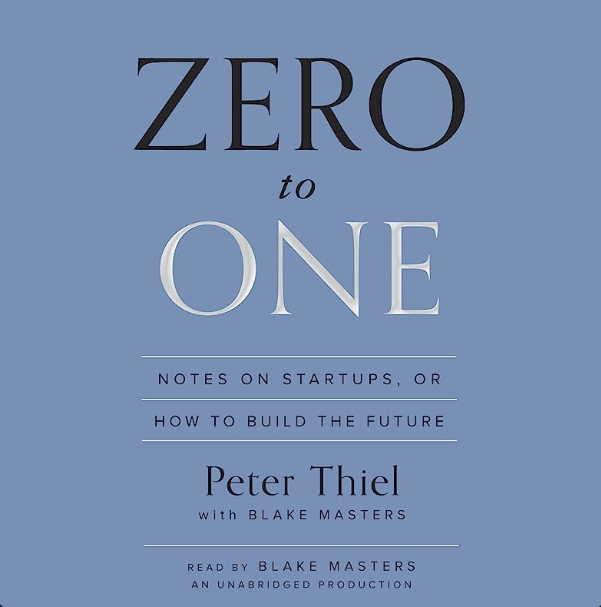 ZERO
to
ONE
NOTES ON STARTUPS, OR
HOW TO BUILD THE FUTURE
Peter Thiel
with BLAKE MASTERS
READ BY BLAKE MASTERS
AN UNABRIDGED PRODUCTION